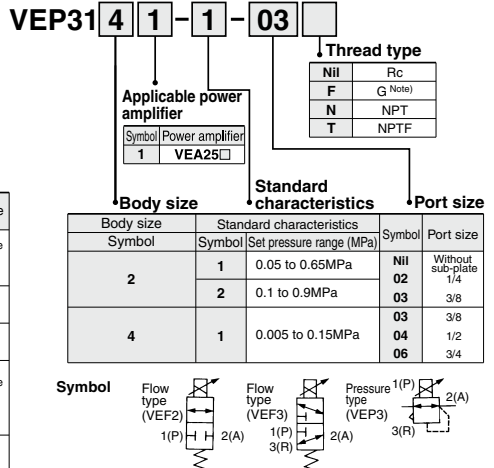 VEP31 4 1 - 1 - 03
Thread type
Nil Rc
F G Note)
N NPT
T NPTF
Applicable power
amplifier
Symbol Power amplifier
1 VEA25□
Body size
Standard
characteristics
Port size
Body size Standard characteristics Symbol Port size
Symbol Symbol Set pressure range (MPa)
2 1 0.05 to 0.65MPa Nil Without
sub-plate
2 0.1 to 0.9MPa 02 1/4
03 3/8
4 1 0.005 to 0.15MPa 03 3/8
04 1/2
06 3/4
Symbol
Flow
type
(VEF2)
1(P) 2(A)
Flow
type
(VEF3)
1(P) 2(A)
3(R)
Pressure
type
(VEP3)
1(P)
2(A)
3(R)